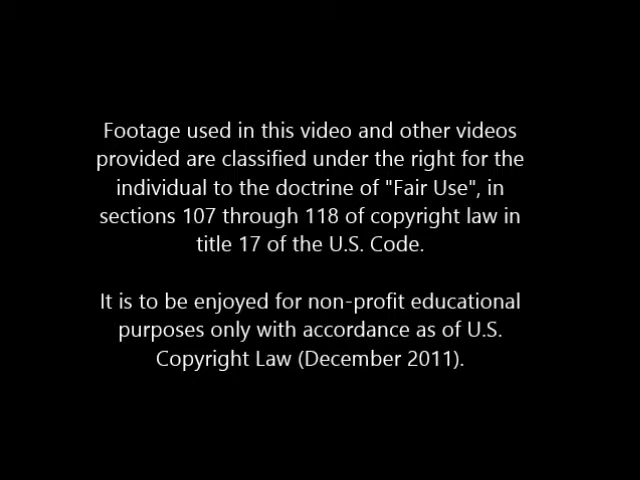 Footage used in this video and other videos
provided are classified under the right for the
individual to the doctrine of "Fair Use", in
sections 107 through 118 of copyright law in
title 17 of the U.S. Code.
It is to be enjoyed for non-profit educational
purposes only with accordance as of U.S.
Copyright Law (December 2011).